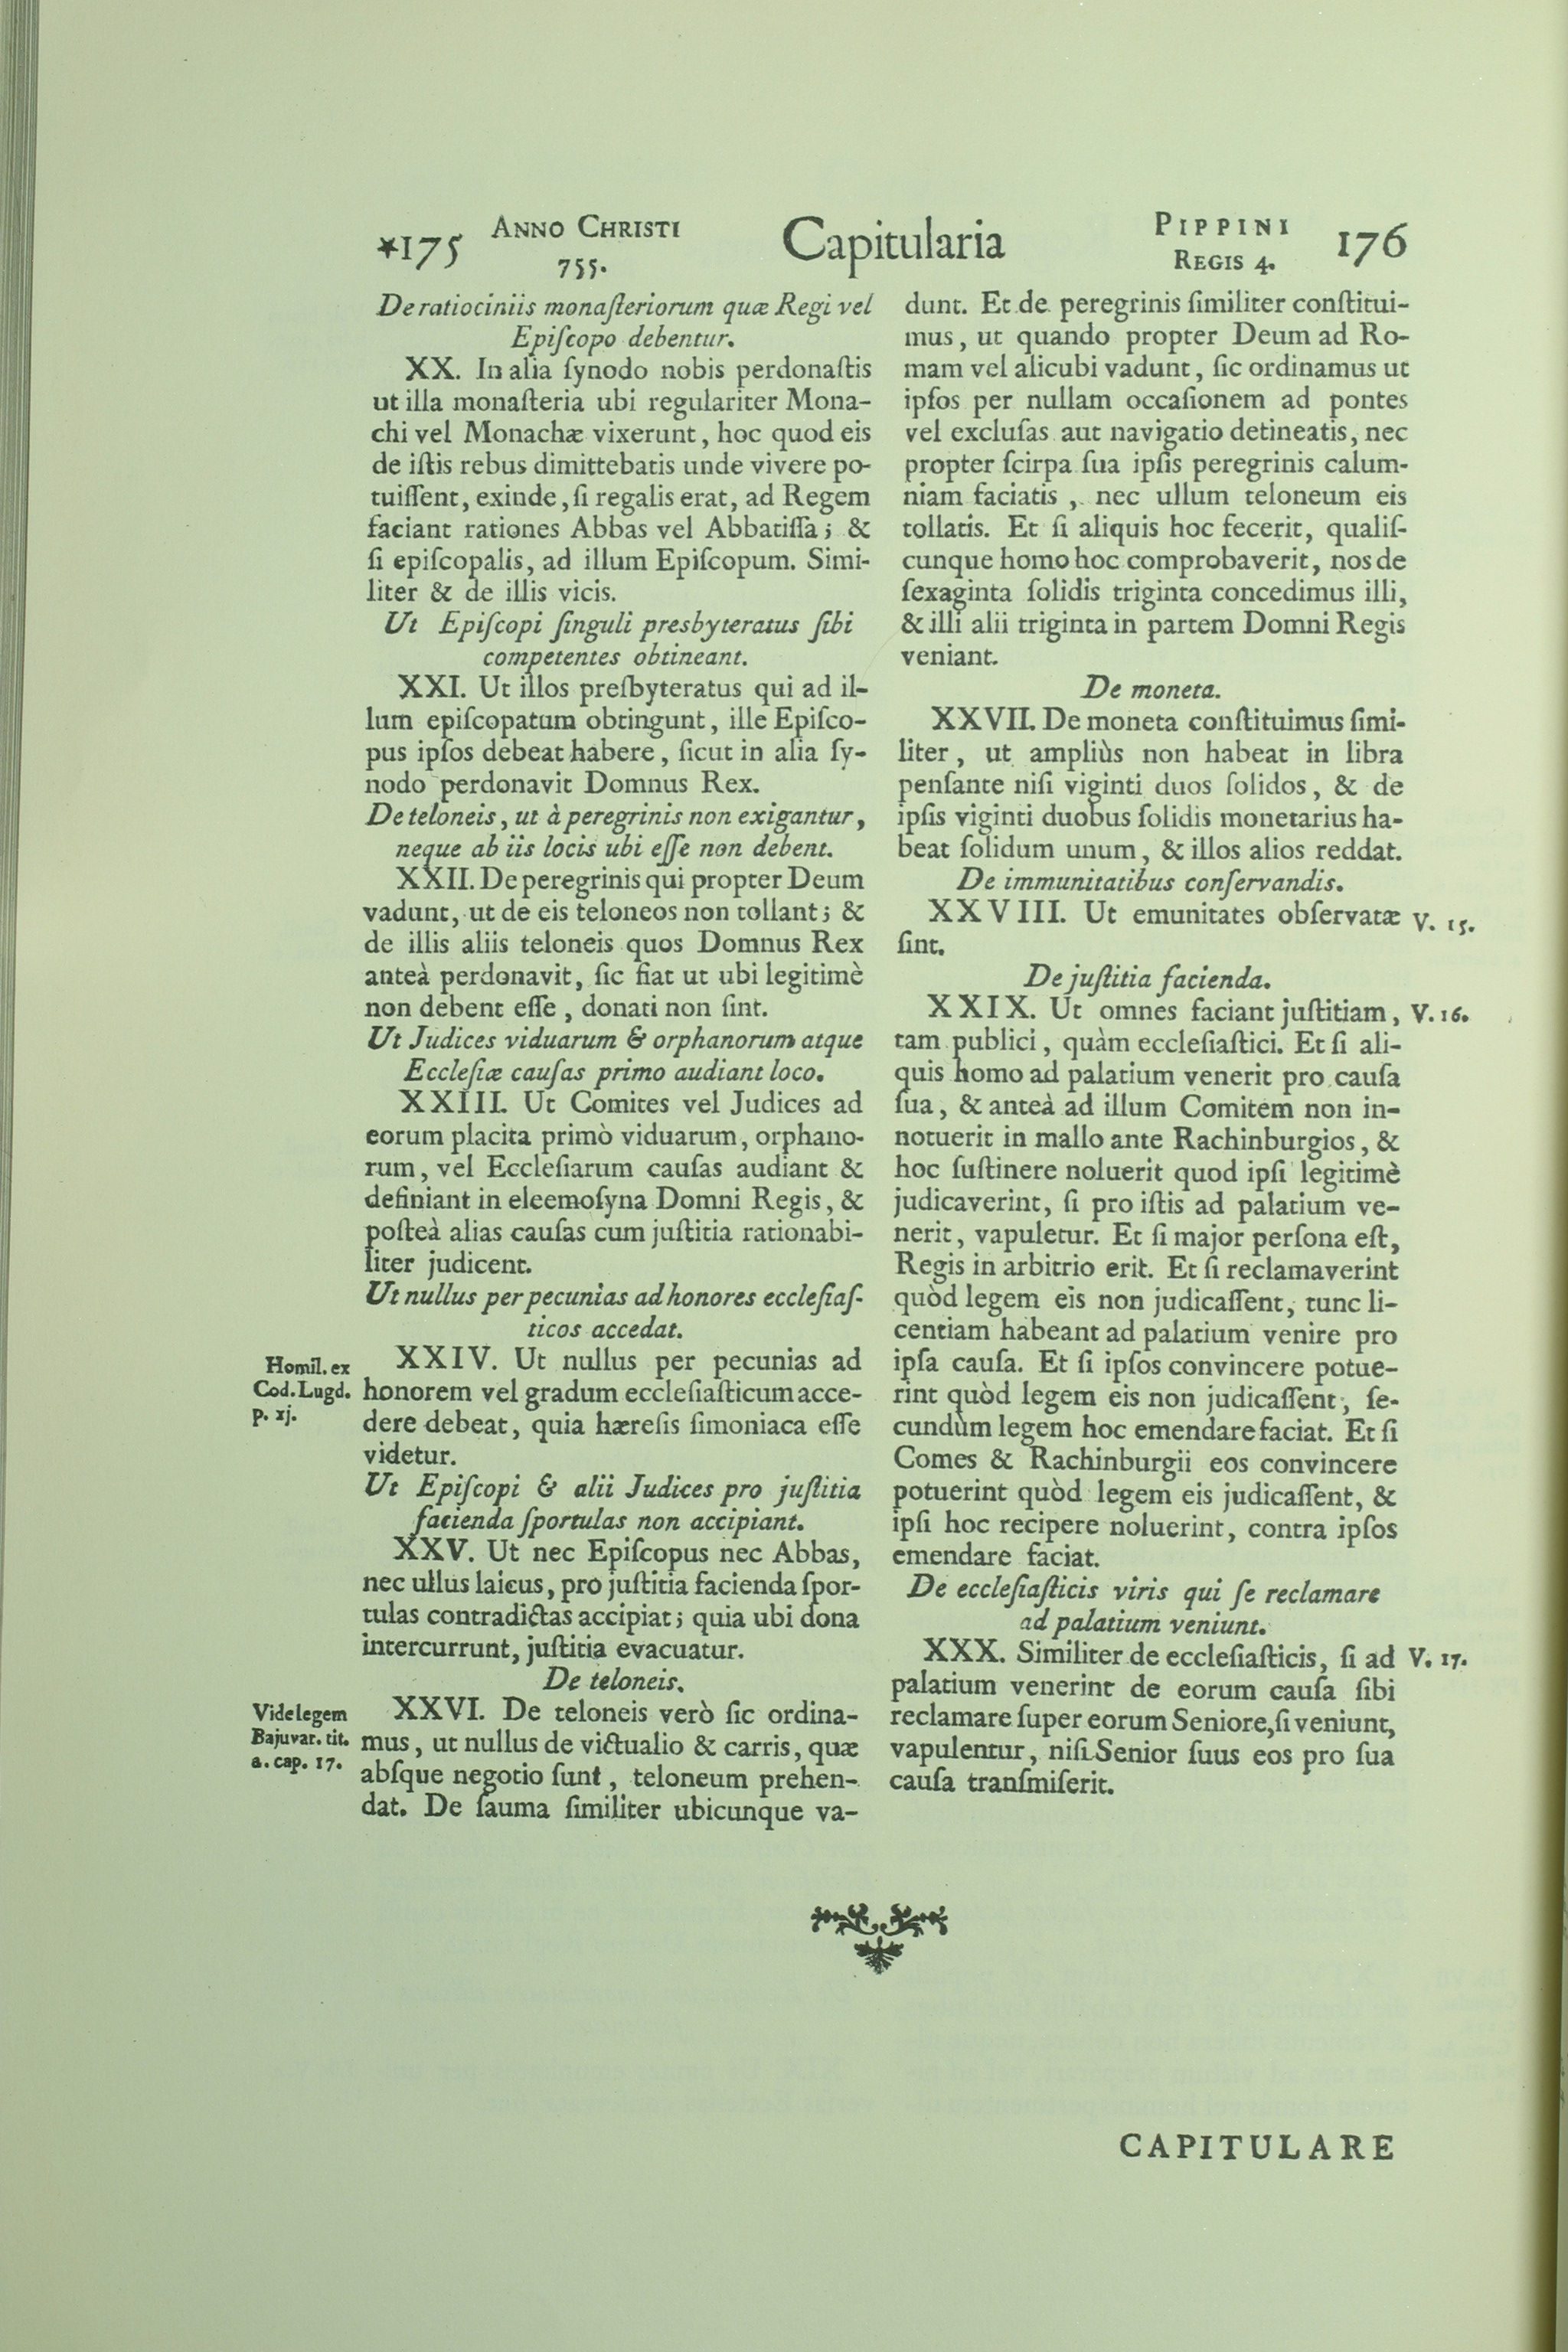 *175 ANNO CHRISTI 755. Capitularia PIPPINI REGIS 4. 176
De ratiociniis monaſteriorum quæ Regi vel
Epiſcopo debentur.
XX. In alia ſynodo nobis perdonaſtis
ut illa monaſteria ubi regulariter Mona-
chi vel Monachæ vixerunt, hoc quod eis
de iſtis rebus dimittebatis unde vivere po-
tuiſſent, exinde, ſi regalis erat, ad Regem
faciant rationes Abbas vel Abbatiſſa; &
ſi epiſcopalis, ad illum Epiſcopum. Simi-
liter & de illis vicis.
Ut Epiſcopi ſinguli presbyteratus ſibi
competentes obtineant.
XXI. Ut illos preſbyteratus qui ad il-
lum epiſcopatum obtingunt, ille Epiſco-
pus ipſos debeat habere, ſicut in alia ſy-
nodo perdonavit Domnus Rex.
De teloneis, ut à peregrinis non exigantur,
neque ab iis locis ubi eſſe non debent.
XXII. De peregrinis qui propter Deum
vadunt, ut de eis teloneos non tollant; &
de illis aliis teloneis quos Domnus Rex
anteà perdonavit, ſic fiat ut ubi legitimè
non debent eſſe, donati non ſint.
Ut Judices viduarum & orphanorum atque
Eccleſiæ cauſas primo audiant loco.
XXIII. Ut Comites vel Judices ad
eorum placita primò viduarum, orphano-
rum, vel Eccleſiarum cauſas audiant &
definiant in eleemoſyna Domni Regis, &
poſteà alias cauſas cum juſtitia rationabi-
liter judicent.
Ut nullus per pecunias ad honores eccleſiaſ-
ticos accedat.
Homil. ex
Cod. Lugd.
p. xj.
XXIV. Ut nullus per pecunias ad
honorem vel gradum eccleſiaſticum acce-
dere debeat, quia hæreſis ſimoniaca eſſe
videtur.
Ut Epiſcopi & alii Judices pro juſtitia
facienda ſportulas non accipiant.
XXV. Ut nec Epiſcopus nec Abbas,
nec ullus laicus, pro juſtitia facienda ſpor-
tulas contradictas accipiat; quia ubi dona
intercurrunt, juſtitia evacuatur.
De teloneis.
Vide legem
Bajuvar. tit.
a. cap. 17.
XXVI. De teloneis verò ſic ordina-
mus, ut nullus de victualio & carris, quæ
abſque negotio ſunt, teloneum prehen-
dat. De ſauma ſimiliter ubicunque va-
dunt. Et de peregrinis ſimiliter conſtitui-
mus, ut quando propter Deum ad Ro-
mam vel alicubi vadunt, ſic ordinamus ut
ipſos per nullam occaſionem ad pontes
vel excluſas aut navigatio detineatis, nec
propter ſcirpa ſua ipſis peregrinis calum-
niam faciatis, nec ullum teloneum eis
tollatis. Et ſi aliquis hoc fecerit, qualiſ-
cunque homo hoc comprobaverit, nos de
ſexaginta ſolidis triginta concedimus illi,
& illi alii triginta in partem Domni Regis
veniant.
De moneta.
XXVII. De moneta conſtituimus ſimi-
liter, ut ampliùs non habeat in libra
penſante niſi viginti duos ſolidos, & de
ipſis viginti duobus ſolidis monetarius ha-
beat ſolidum unum, & illos alios reddat.
De immunitatibus conſervandis.
XXVIII. Ut emunitates obſervatæ V. 15.
ſint.
De juſtitia facienda.
XXIX. Ut omnes faciant juſtitiam, V. 16.
tam publici, quàm eccleſiaſtici. Et ſi ali-
quis homo ad palatium venerit pro cauſa
ſua, & anteà ad illum Comitem non in-
notuerit in mallo ante Rachinburgios, &
hoc ſuſtinere noluerit quod ipſi legitimè
judicaverint, ſi pro iſtis ad palatium ve-
nerit, vapuletur. Et ſi major perſona eſt,
Regis in arbitrio erit. Et ſi reclamaverint
quòd legem eis non judicaſſent, tunc li-
centiam habeant ad palatium venire pro
ipſa cauſa. Et ſi ipſos convincere potue-
rint quòd legem eis non judicaſſent, ſe-
cundùm legem hoc emendare faciat. Et ſi
Comes & Rachinburgii eos convincere
potuerint quòd legem eis judicaſſent, &
ipſi hoc recipere noluerint, contra ipſos
emendare faciat.
De eccleſiaſticis viris qui ſe reclamare
ad palatium veniunt.
XXX. Similiter de eccleſiaſticis, ſi ad V. 17.
palatium venerint de eorum cauſa ſibi
reclamare ſuper eorum Seniore, ſi veniunt,
vapulentur, niſi Senior ſuus eos pro ſua
cauſa tranſmiſerit.
CAPITULARE